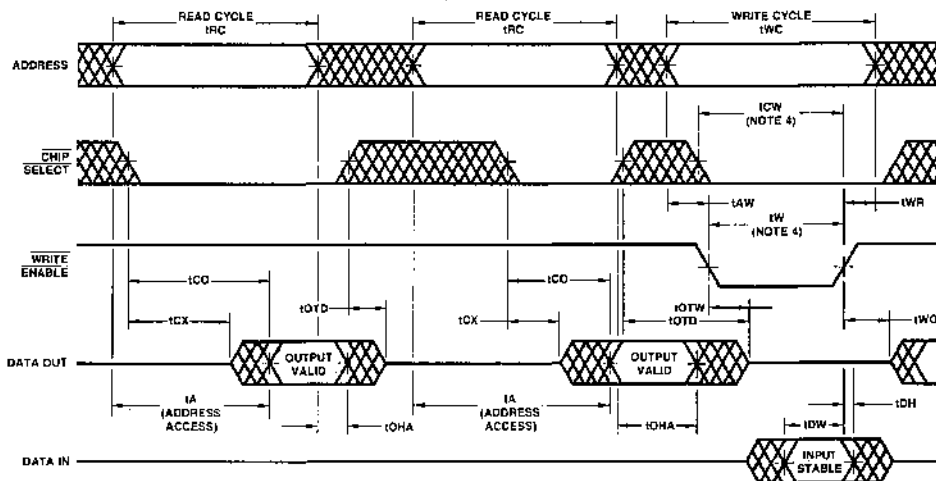 READ CYCLE
tRC
READ CYCLE
tRC
WRITE CYCLE
tWC
ADDRESS
tCW
(NOTE 4)
CHIP
SELECT
tAW
tWR
tW
(NOTE 4)
WRITE
ENABLE
tCO
tCO
tOTW
tOTD
tOTD
tCX
tCX
tWO
DATA OUT
OUTPUT
VALID
OUTPUT
VALID
tA
(ADDRESS
ACCESS)
tOHA
tA
(ADDRESS
ACCESS)
tOHA
tDH
tDW
DATA IN
INPUT
STABLE